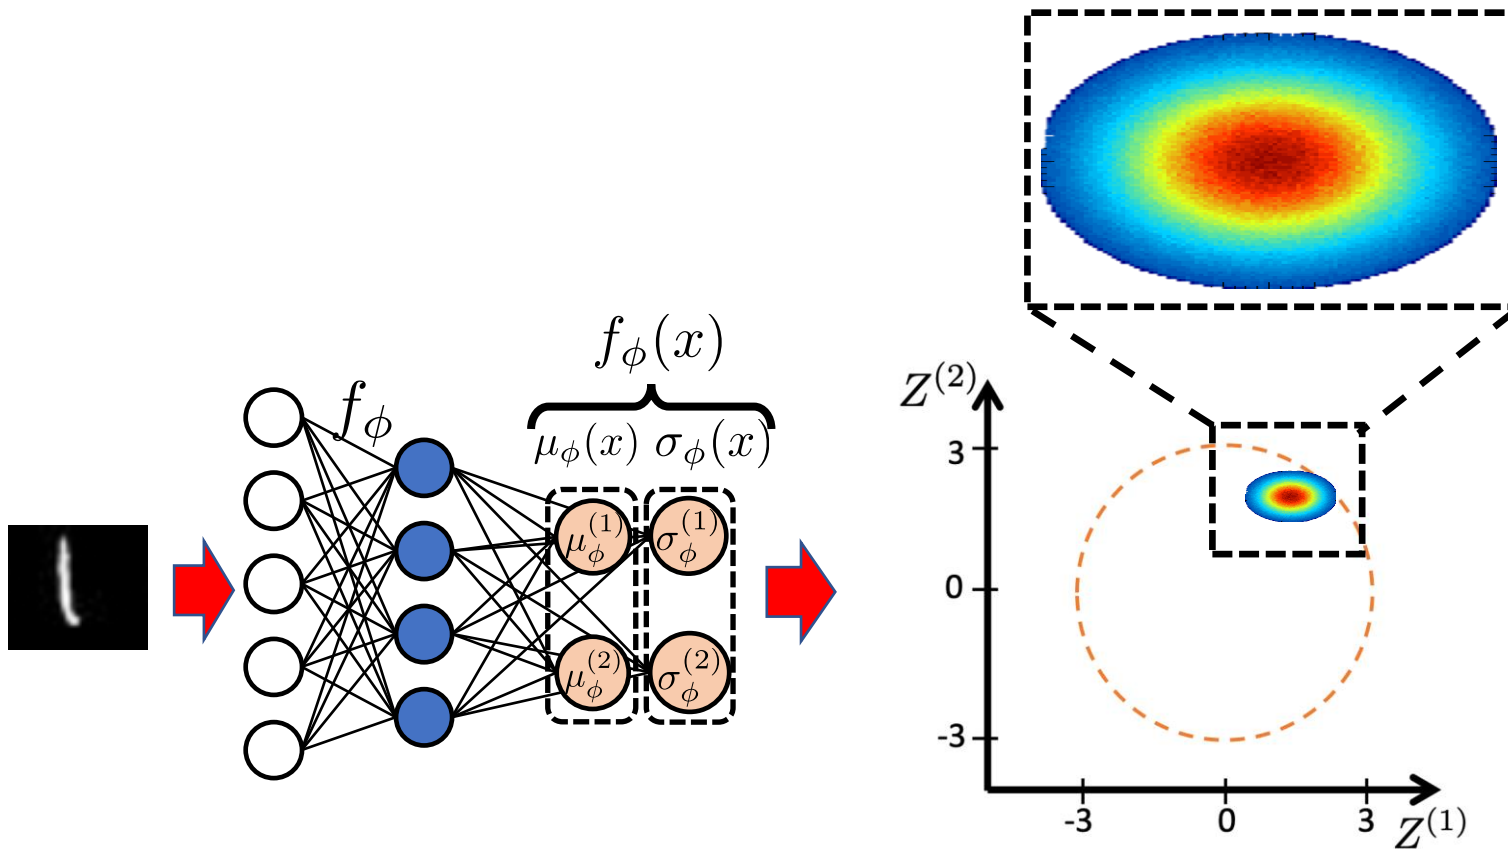 f_ϕ(x)
f_ϕ
μ_ϕ(x) σ_ϕ(x)
μ_ϕ^(1) σ_ϕ^(1)
μ_ϕ^(2) σ_ϕ^(2)
Z^(2)
3
0
-3
-3 0 3
Z^(1)